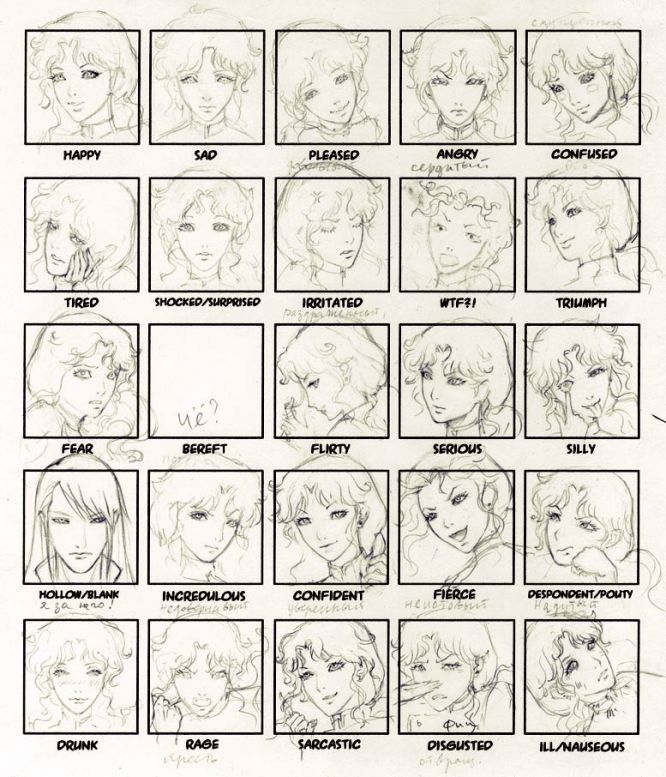 HAPPY
SAD
PLEASED
ANGRY
CONFUSED
сердитый
TIRED
SHOCKED/SURPRISED
IRRITATED
WTF?!
TRIUMPH
раздраженный,
чё?
FEAR
BEREFT
FLIRTY
SERIOUS
SILLY
HOLLOW/BLANK
INCREDULOUS
CONFIDENT
FIERCE
DESPONDENT/POUTY
я за него!
недоверчивый
уверенный
неистовый
надутый
DRUNK
RAGE
SARCASTIC
DISGUSTED
ILL/NAUSEOUS
ярость
отвращ.